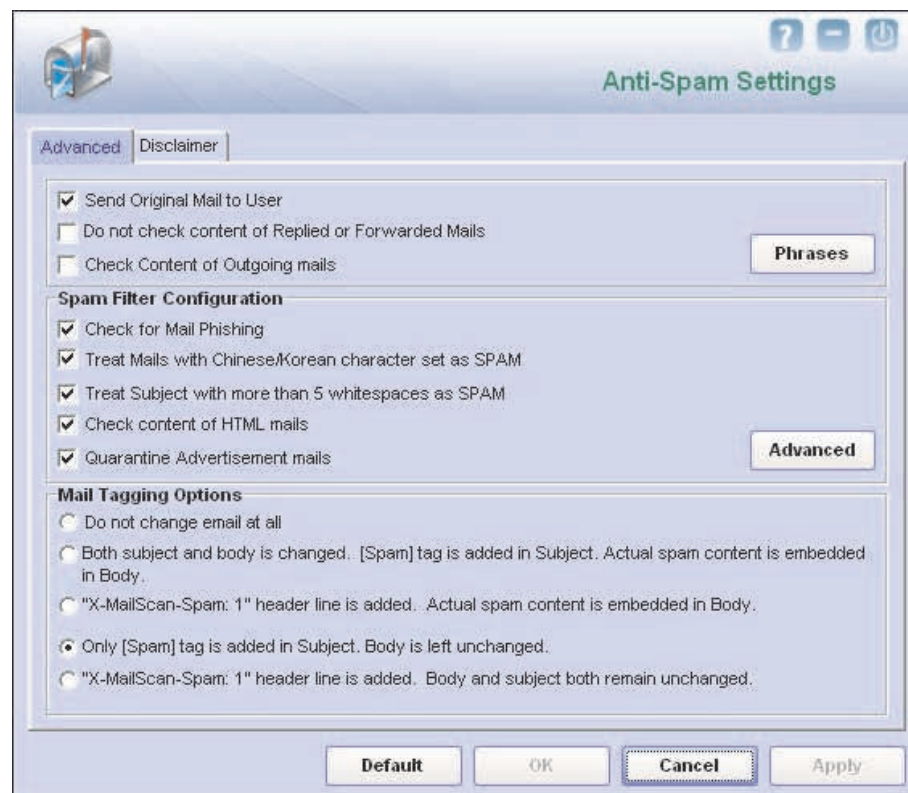 ?
Anti-Spam Settings
Advanced
Disclaimer
Send Original Mail to User
Do not check content of Replied or Forwarded Mails
Check Content of Outgoing mails
Phrases
Spam Filter Configuration
Check for Mail Phishing
Treat Mails with Chinese/Korean character set as SPAM
Treat Subject with more than 5 whitespaces as SPAM
Check content of HTML mails
Quarantine Advertisement mails
Advanced
Mail Tagging Options
Do not change email at all
Both subject and body is changed. [Spam] tag is added in Subject. Actual spam content is embedded
in Body.
"X-MailScan-Spam: 1" header line is added. Actual spam content is embedded in Body.
Only [Spam] tag is added in Subject. Body is left unchanged.
"X-MailScan-Spam: 1" header line is added. Body and subject both remain unchanged.
Default
OK
Cancel
Apply